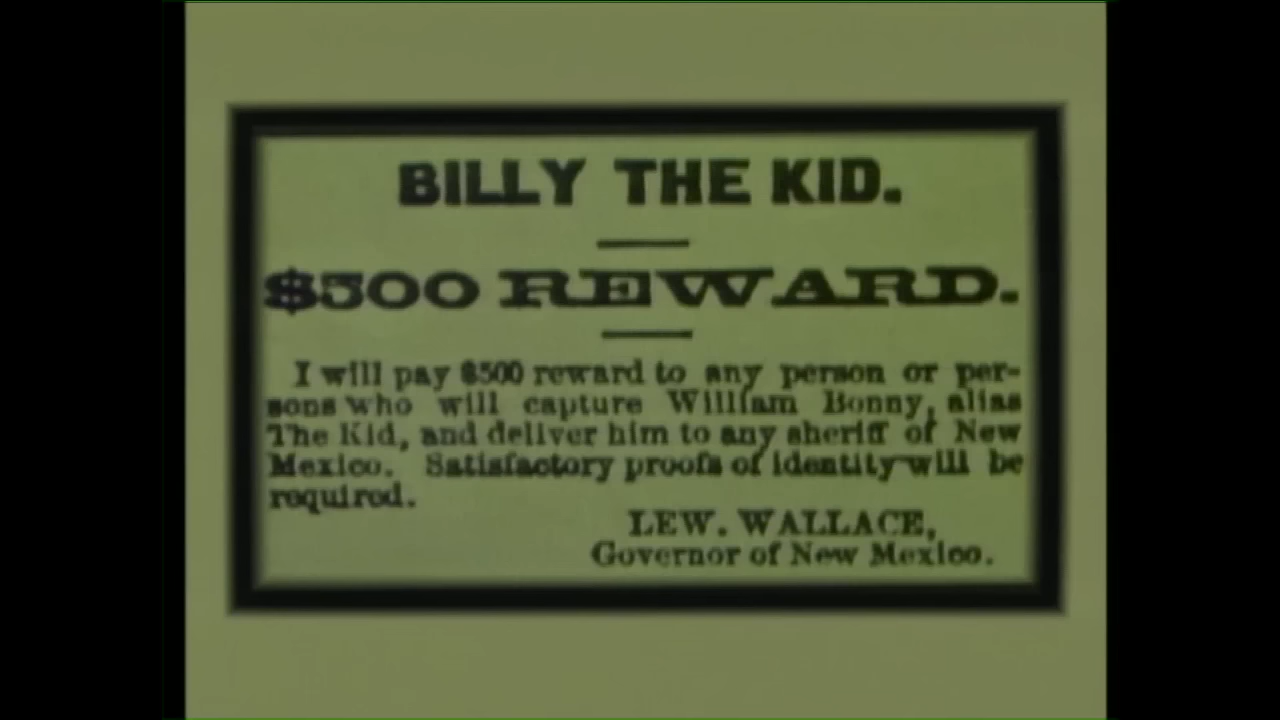 BILLY THE KID.
$500 REWARD.
I will pay $500 reward to any person or per-
sons who will capture William Bonny, alias
The Kid, and deliver him to any sheriff of New
Mexico. Satisfactory proofs of identity will be
required.
LEW. WALLACE,
Governor of New Mexico.